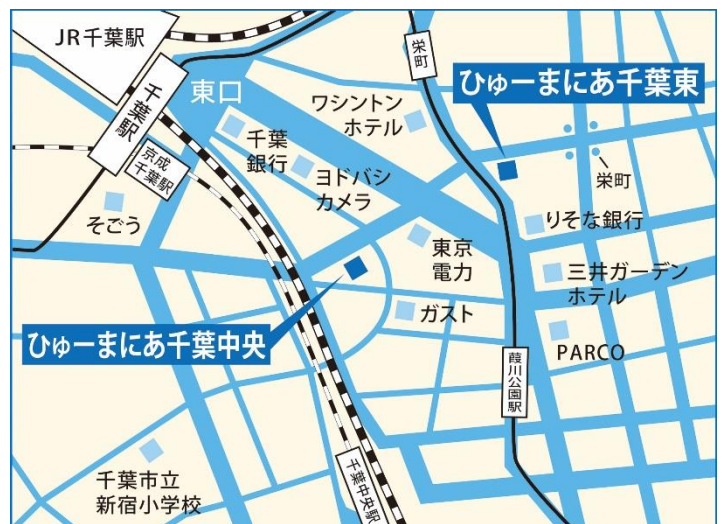 JR千葉駅
千葉駅
東口
京成
千葉駅
そごう
千葉
銀行
ヨドバシ
カメラ
ワシントン
ホテル
栄町
ひゅーまにあ千葉東
栄町
りそな銀行
東京
電力
三井ガーデン
ホテル
ガスト
PARCO
ひゅーまにあ千葉中央
葭川公園駅
千葉市立
新宿小学校
千葉中央駅